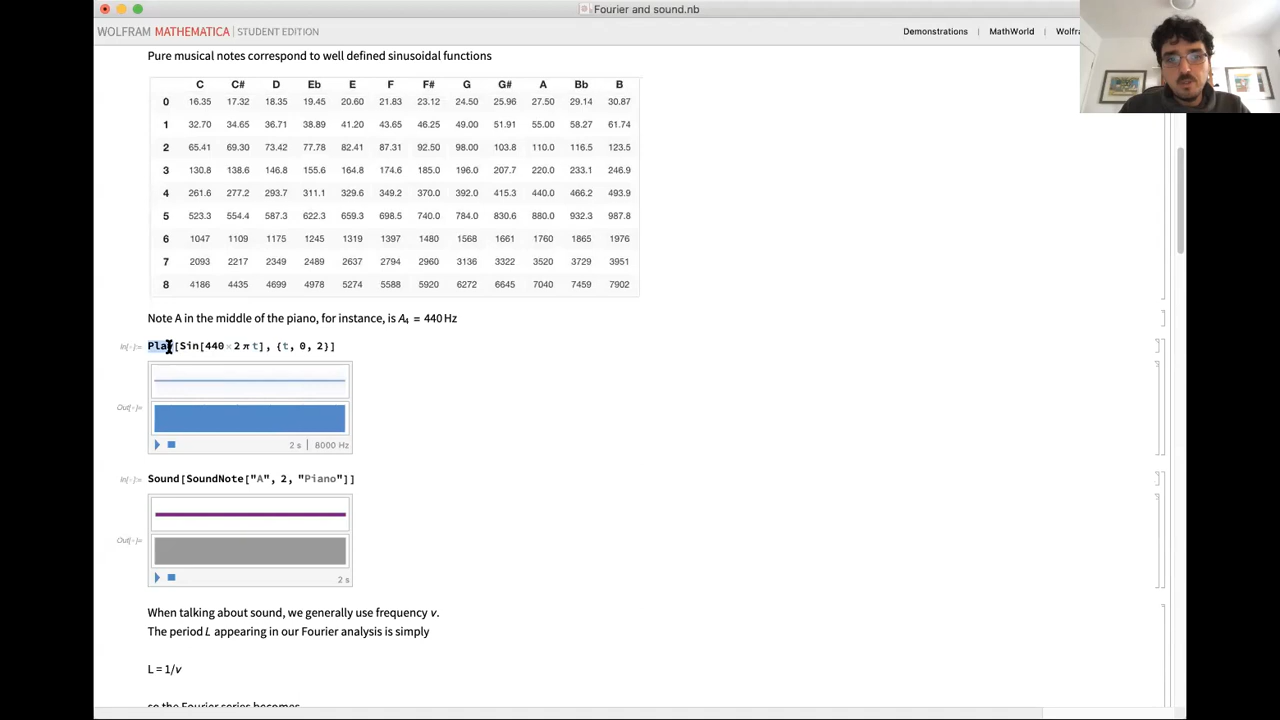 Fourier and sound.nb
WOLFRAM MATHEMATICA | STUDENT EDITION
Demonstrations MathWorld
Pure musical notes correspond to well defined sinusoidal functions
C C# D Eb E F F# G G# A Bb B
0 16.35 17.32 18.35 19.45 20.60 21.83 23.12 24.50 25.96 27.50 29.14 30.87
1 32.70 34.65 36.71 38.89 41.20 43.65 46.25 49.00 51.91 55.00 58.27 61.74
2 65.41 69.30 73.42 77.78 82.41 87.31 92.50 98.00 103.8 110.0 116.5 123.5
3 130.8 138.6 146.8 155.6 164.8 174.6 185.0 196.0 207.7 220.0 233.1 246.9
4 261.6 277.2 293.7 311.1 329.6 349.2 370.0 392.0 415.3 440.0 466.2 493.9
5 523.3 554.4 587.3 622.3 659.3 698.5 740.0 784.0 830.6 880.0 932.3 987.8
6 1047 1109 1175 1245 1319 1397 1480 1568 1661 1760 1865 1976
7 2093 2217 2349 2489 2637 2794 2960 3136 3322 3520 3729 3951
8 4186 4435 4699 4978 5274 5588 5920 6272 6645 7040 7459 7902
Note A in the middle of the piano, for instance, is A₄ = 440 Hz
In[-]:= Play[Sin[440 × 2 π t], {t, 0, 2}]
Out[-]=
2 s | 8000 Hz
In[-]:= Sound[SoundNote["A", 2, "Piano"]]
Out[-]=
2 s
When talking about sound, we generally use frequency ν.
The period L appearing in our Fourier analysis is simply
L = 1/ν
so the Fourier series becomes